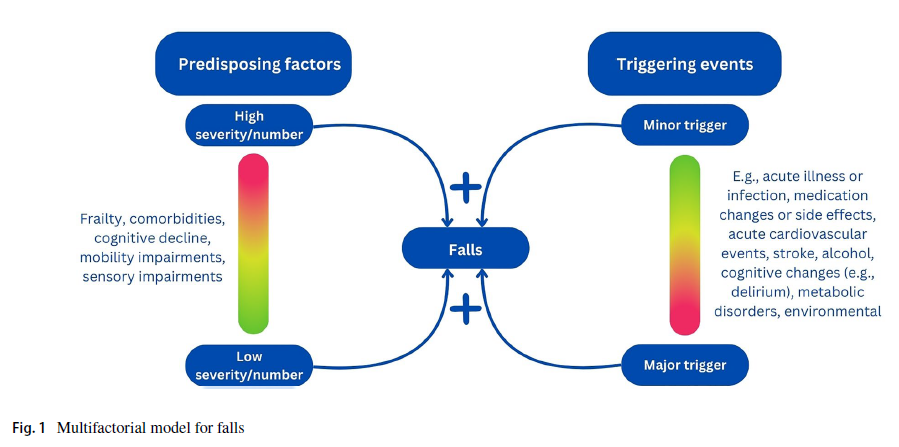 Predisposing factors
Triggering events
High
severity/number
Minor trigger
Frailty, comorbidities,
cognitive decline,
mobility impairments,
sensory impairments
+
Falls
+
E.g., acute illness or
infection, medication
changes or side effects,
acute cardiovascular
events, stroke, alcohol,
cognitive changes (e.g.,
delirium), metabolic
disorders, environmental
Low
severity/number
Major trigger
Fig. 1 Multifactorial model for falls